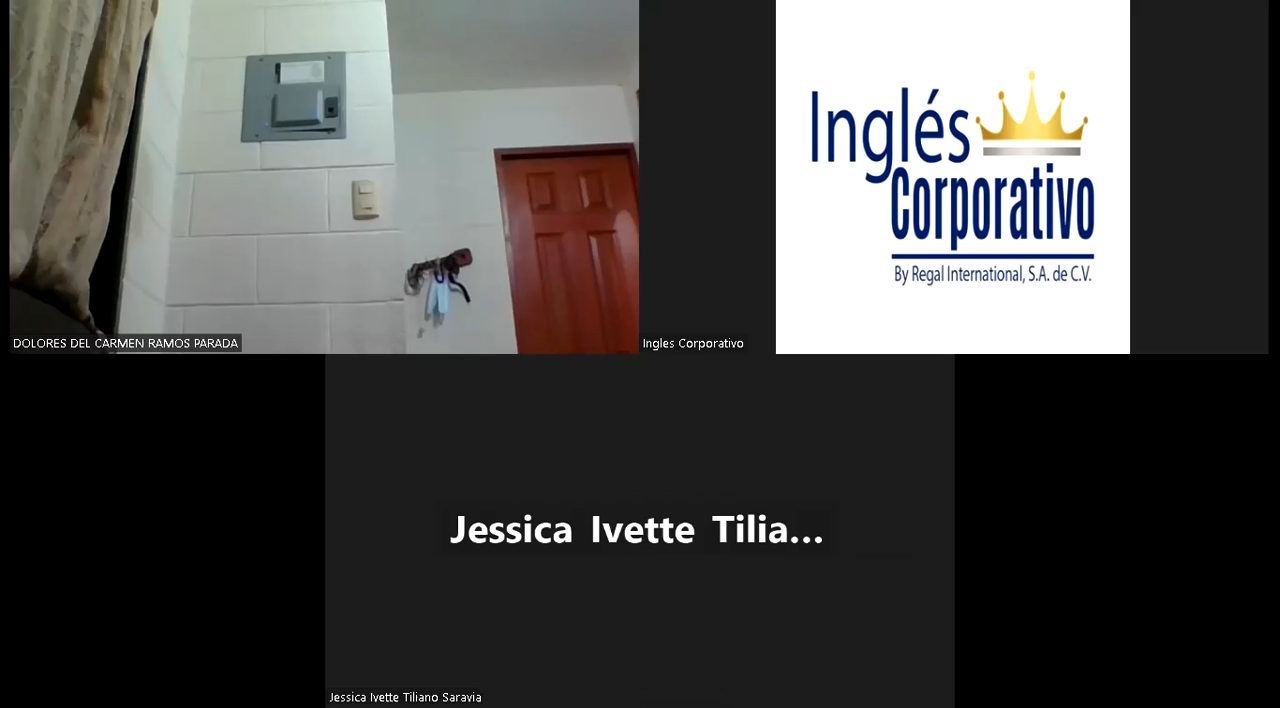 DOLORES DEL CARMEN RAMOS PARADA
Inglés
Corporativo
By Regal International, S.A. de C.V.
Ingles Corporativo
Jessica Ivette Tilia...
Jessica Ivette Tiliano Saravia